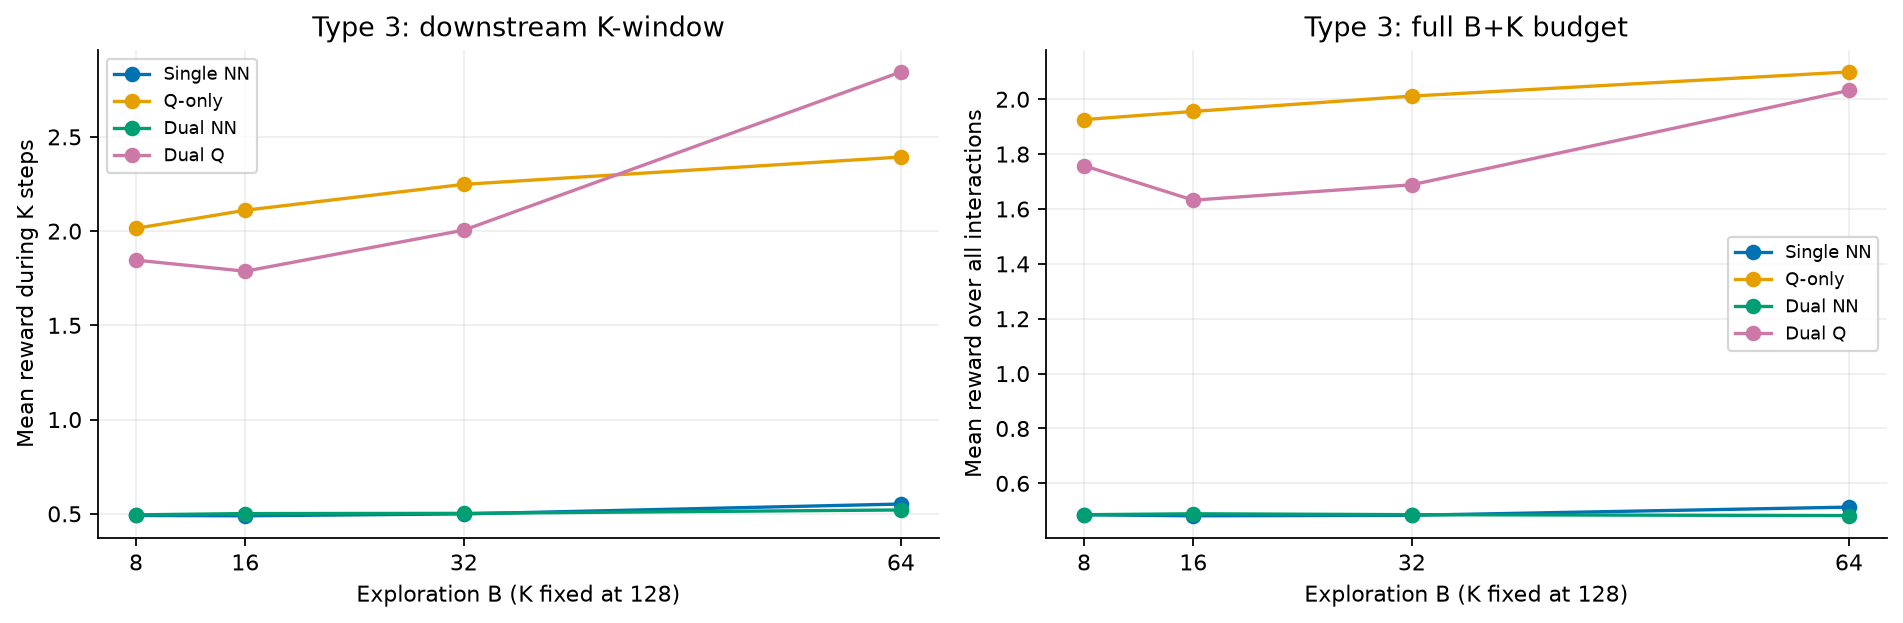 Type 3: downstream K-window
Mean reward during K steps
2.5
2.0
1.5
1.0
0.5
Single NN
Q-only
Dual NN
Dual Q
8
16
32
64
Exploration B (K fixed at 128)
Type 3: full B+K budget
Mean reward over all interactions
2.0
1.8
1.6
1.4
1.2
1.0
0.8
0.6
Single NN
Q-only
Dual NN
Dual Q
8
16
32
64
Exploration B (K fixed at 128)